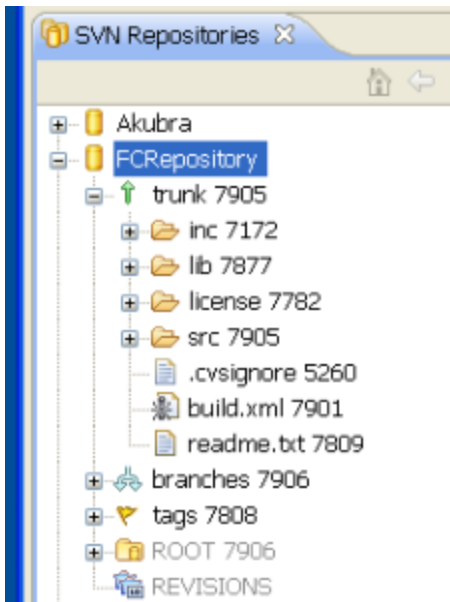 SVN Repositories
Akubra
FCRepository
trunk 7905
inc 7172
lib 7877
license 7782
src 7905
.cvsignore 5260
build.xml 7901
readme.txt 7809
branches 7906
tags 7808
ROOT 7906
REVISIONS